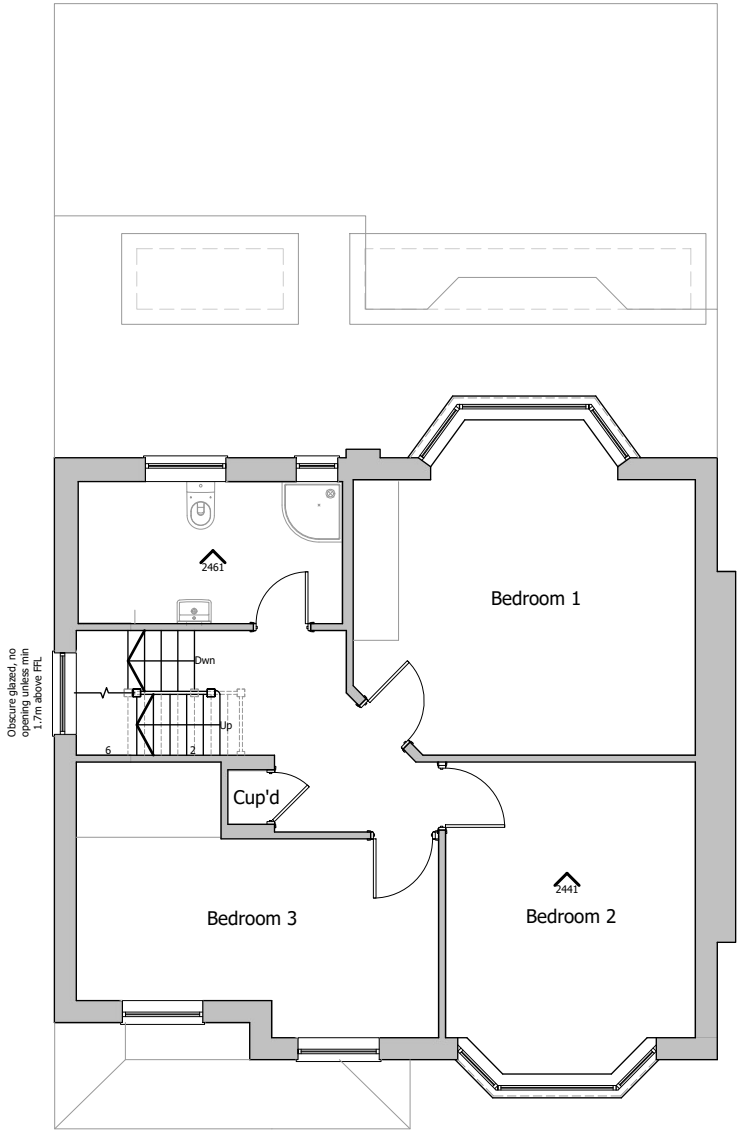 2461
Bedroom 1
Obscure glazed, no
opening unless min
1.7m above FFL
Dwn
Up
6
2
Cup'd
2441
Bedroom 3
Bedroom 2